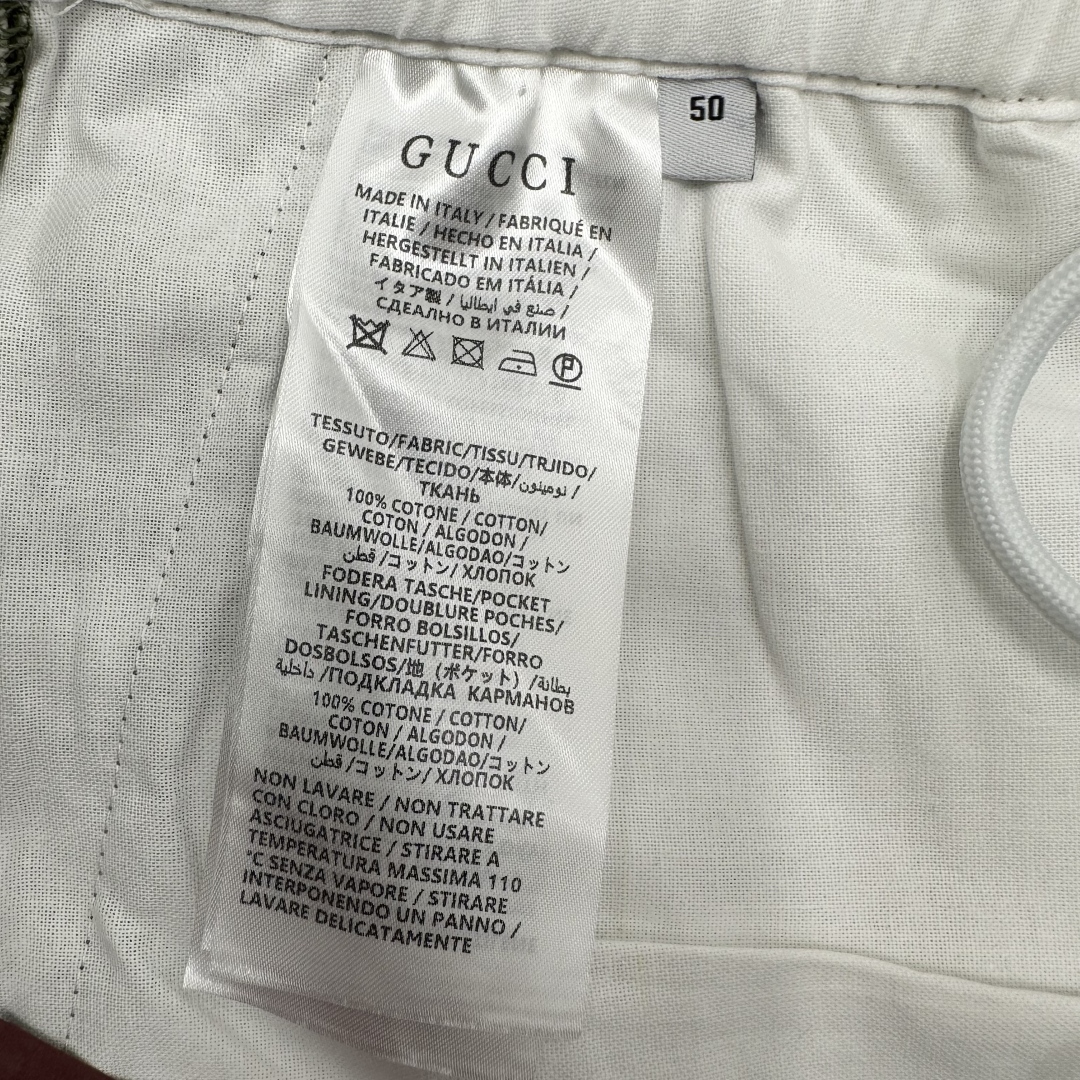 50
GUCCI
MADE IN ITALY / FABRIQUÉ EN
ITALIE / HECHO EN ITALIA /
HERGESTELLT IN ITALIEN /
FABRICADO EM ITÁLIA /
イタア製 / صنع في ايطاليا /
СДЕАЛНО В ИТАЛИИ
P
TESSUTO/FABRIC/TISSU/TRJIDO/
GEWEBE/TECIDO/本体/نومينون /
ТКАНЬ
100% COTONE / COTTON/
COTON / ALGODON /
BAUMWOLLE/ALGODAO/コットン
قطن /コットン/ ХЛОПОК
FODERA TASCHE/POCKET
LINING/DOUBLURE POCHES/
FORRO BOLSILLOS/
TASCHENFUTTER/FORRO
DOSBOLSOS/地 (ポケット) /بطانة
داخلية /ПОДКЛАДКА КАРМАНОВ
100% COTONE / COTTON/
COTON / ALGODON /
BAUMWOLLE/ALGODAO/コットン
قطن /コットン/ ХЛОПОК
NON LAVARE / NON TRATTARE
CON CLORO / NON USARE
ASCIUGATRICE / STIRARE A
TEMPERATURA MASSIMA 110
°C SENZA VAPORE / STIRARE
INTERPONENDO UN PANNO /
LAVARE DELICATAMENTE